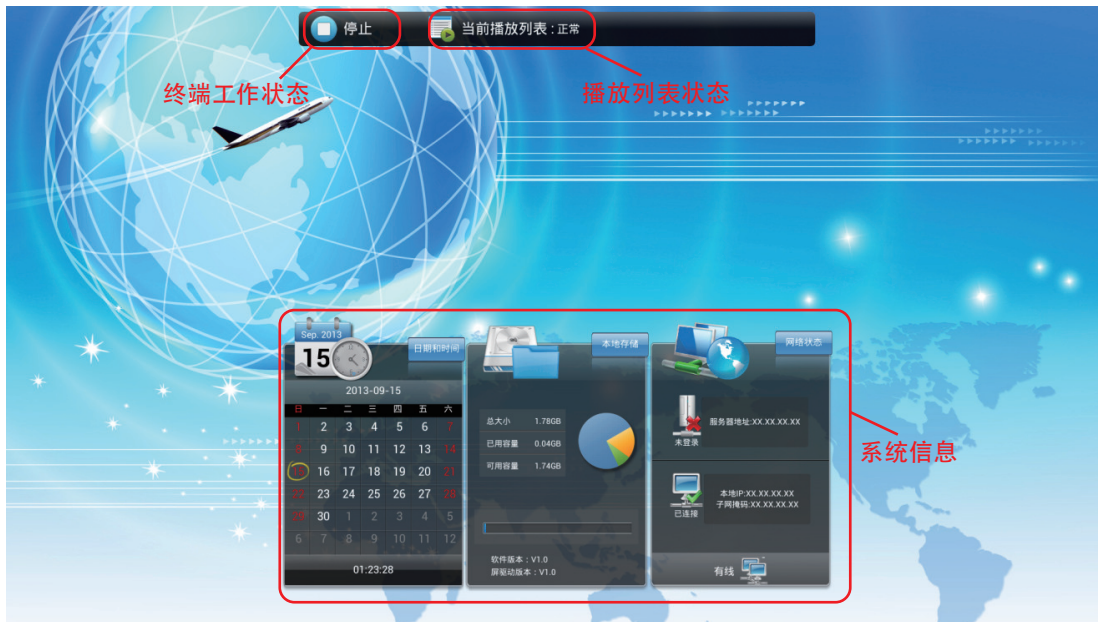 停止
当前播放列表 : 正常
终端工作状态
播放列表状态
Sep. 2013
15
日期和时间
2013-09-15
日 一 二 三 四 五 六
1 2 3 4 5 6 7
8 9 10 11 12 13 14
15 16 17 18 19 20 21
22 23 24 25 26 27 28
29 30 1 2 3 4 5
6 7 8 9 10 11 12
01:23:28
本地存储
总大小 1.78GB
已用容量 0.04GB
可用容量 1.74GB
软件版本 : V1.0
屏驱动版本 : V1.0
网络状态
服务器地址:XX.XX.XX.XX
未登录
本地IP:XX.XX.XX.XX
子网掩码:XX.XX.XX.XX
已连接
有线
系统信息